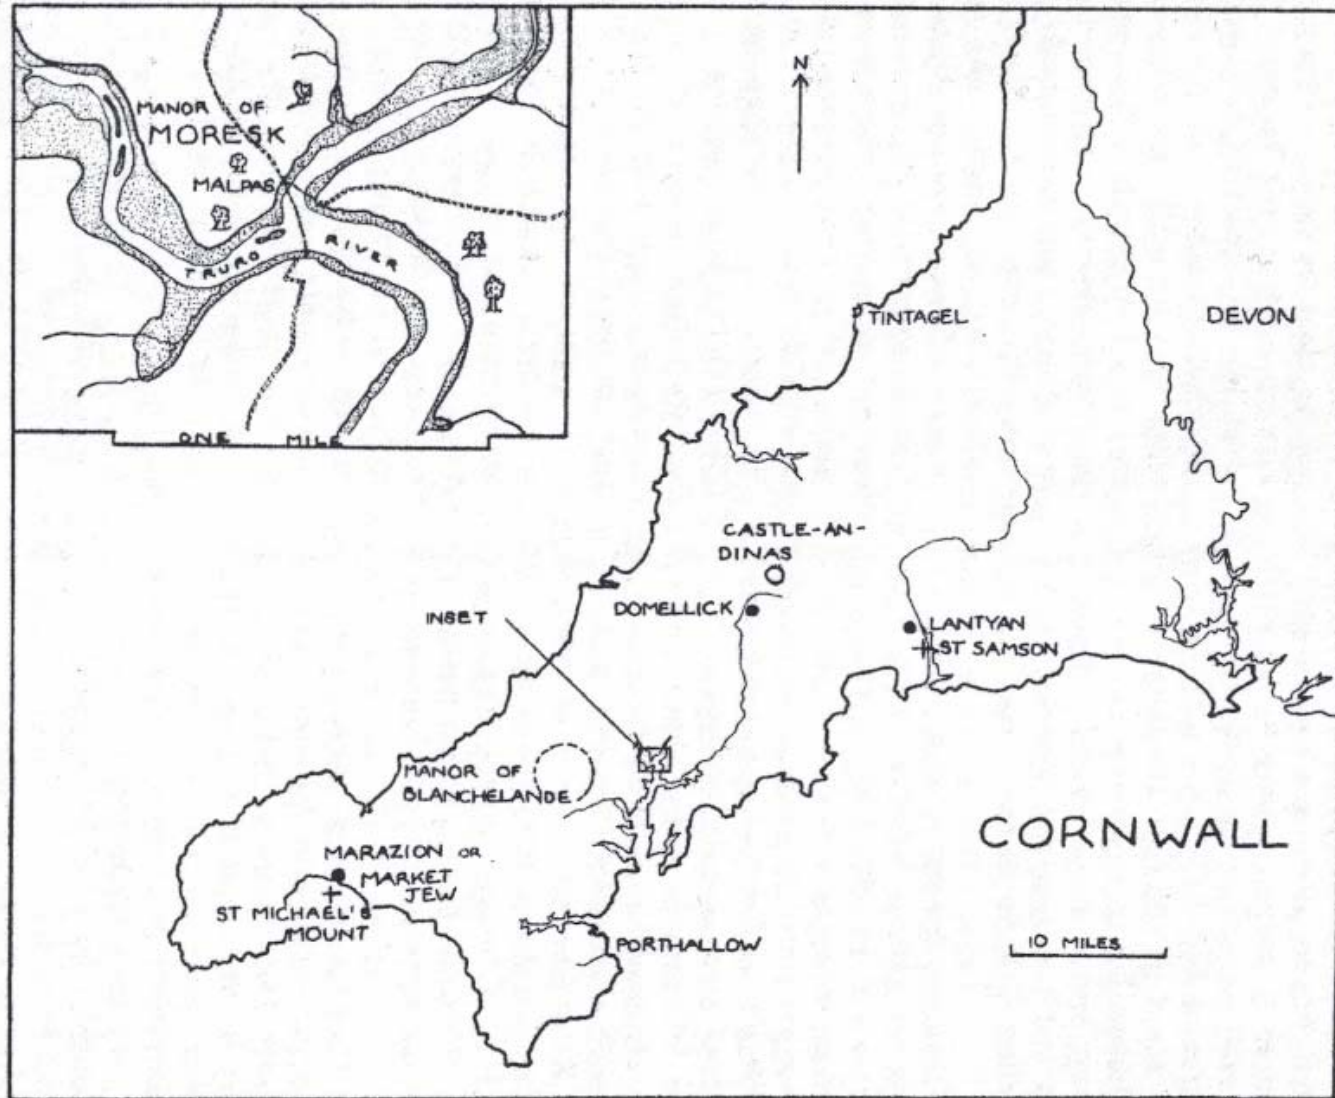 MANOR OF
MORESK
MALPAS
TRURO RIVER
ONE MILE
N
TINTAGEL
DEVON
CASTLE-AN-
DINAS
DOMELLICK
INSET
LANTYAN
ST SAMSON
MANOR OF
BLANCHELANDE
CORNWALL
MARAZION OR
MARKET
JEW
ST MICHAEL'S
MOUNT
PORTHALLOW
10 MILES